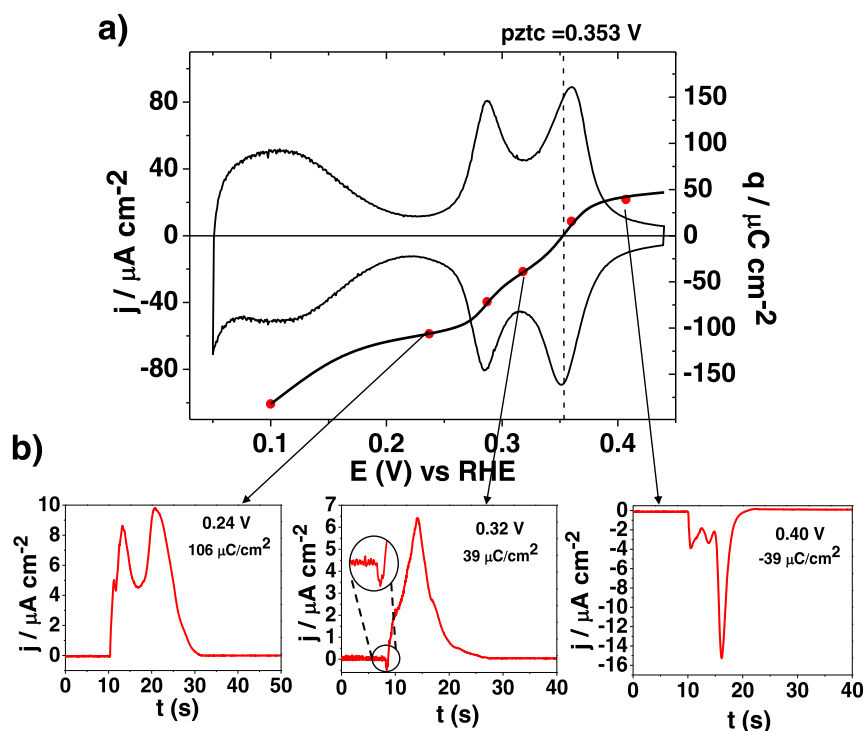 a)
pztc =0.353 V
80
40
0
-40
-80
j / µA cm-2
150
100
50
0
-50
-100
-150
q / µC cm-2
0.1 0.2 0.3 0.4
E (V) vs RHE
b)
10
8
6
4
2
0
j / µA cm-2
0.24 V
106 µC/cm2
0 10 20 30 40 50
t (s)
7
6
5
4
3
2
1
0
j / µA cm-2
0.32 V
39 µC/cm2
0 10 20 30 40
t (s)
0
-2
-4
-6
-8
-10
-12
-14
-16
j / µA cm-2
0.40 V
-39 µC/cm2
0 10 20 30 40
t (s)